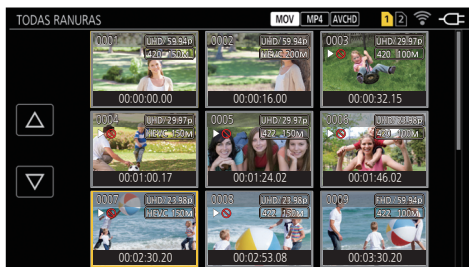 TODAS RANURAS MOV MP4 AVCHD 1 2
0001 UHD/59.94p
420 150M
00:00:00.00
0002 UHD/59.94p
HEVC 200M
00:00:16.00
0003 UHD/29.97p
420 100M
00:00:32.15
0004 UHD/29.97p
HEVC 150M
00:01:00.17
0005 UHD/29.97p
422 150M
00:01:24.02
0006 UHD/23.98p
420 100M
00:01:46.02
0007 UHD/23.98p
HEVC 150M
00:02:30.20
0008 UHD/23.98p
422 150M
00:02:53.08
0009 FHD/59.94p
422 100M
00:03:30.20